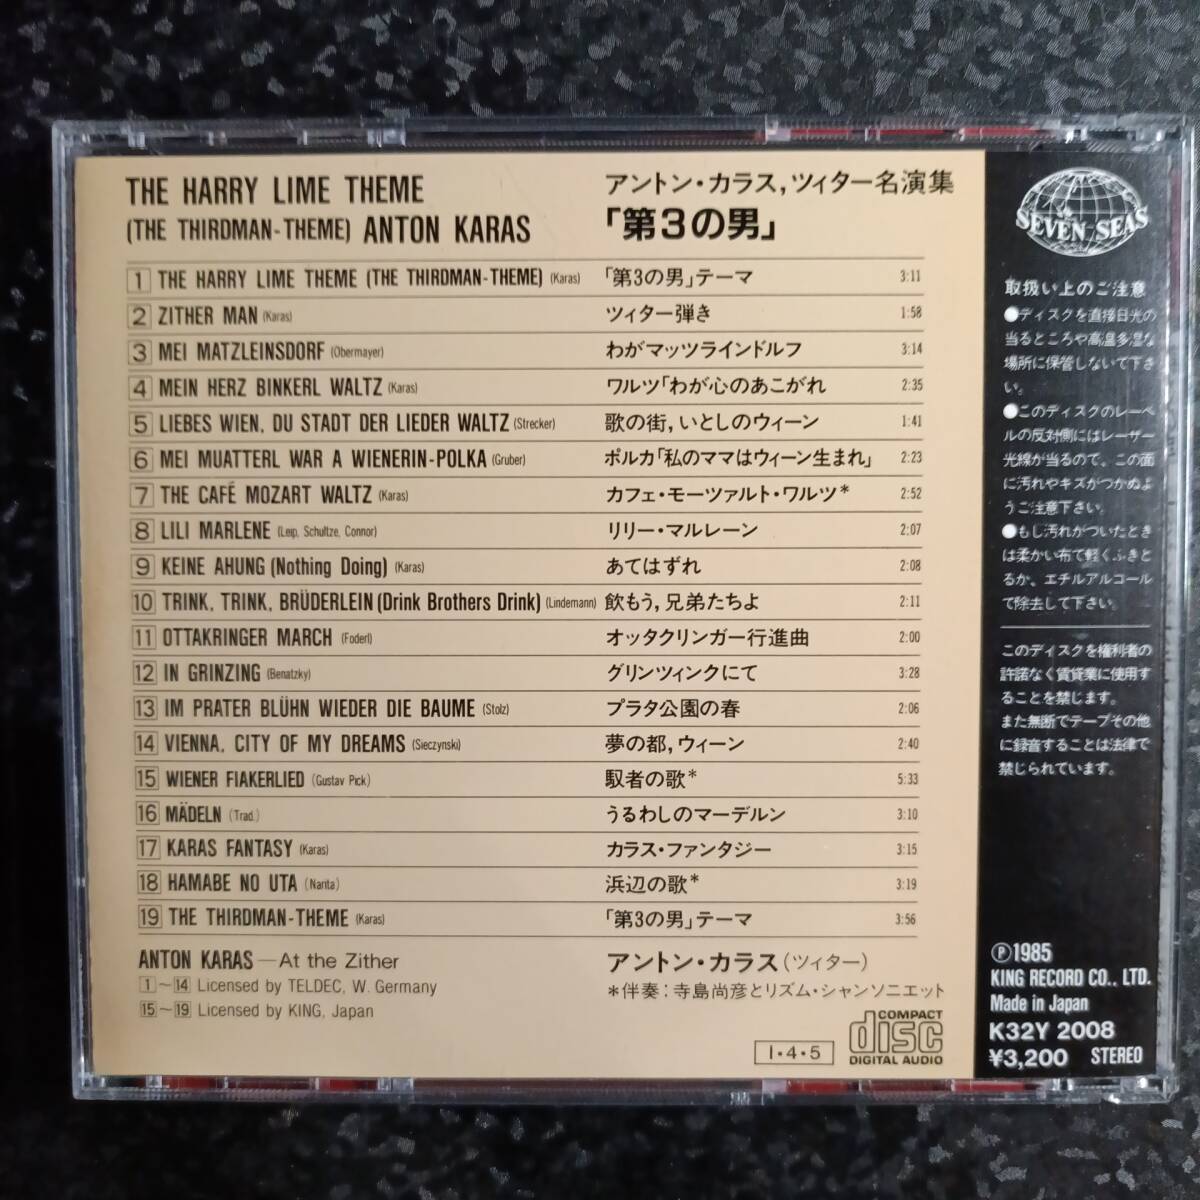 THE HARRY LIME THEME
(THE THIRDMAN-THEME) ANTON KARAS
アントン・カラス,ツィター名演集
「第3の男」
1 THE HARRY LIME THEME (THE THIRDMAN-THEME) (Karas) 「第3の男」テーマ 3:11
2 ZITHER MAN (Karas) ツィター弾き 1:58
3 MEI MATZLEINSDORF (Obermayer) わがマッツラインドルフ 3:14
4 MEIN HERZ BINKERL WALTZ (Karas) ワルツ「わが心のあこがれ 2:35
5 LIEBES WIEN, DU STADT DER LIEDER WALTZ (Strecker) 歌の街,いとしのウィーン 1:41
6 MEI MUATTERL WAR A WIENERIN-POLKA (Gruber) ポルカ「私のママはウィーン生まれ」 2:23
7 THE CAFÉ MOZART WALTZ (Karas) カフェ・モーツァルト・ワルツ* 2:52
8 LILI MARLENE (Leip, Schultze, Connor) リリー・マルレーン 2:07
9 KEINE AHUNG (Nothing Doing) (Karas) あてはずれ 2:08
10 TRINK, TRINK, BRÜDERLEIN (Drink Brothers Drink) (Lindemann) 飲もう,兄弟たちよ 2:11
11 OTTAKRINGER MARCH (Foderl) オッタクリンガー行進曲 2:00
12 IN GRINZING (Benatzky) グリンツィンクにて 3:28
13 IM PRATER BLÜHN WIEDER DIE BAUME (Stolz) プラタ公園の春 2:06
14 VIENNA, CITY OF MY DREAMS (Sieczynski) 夢の都,ウィーン 2:40
15 WIENER FIAKERLIED (Gustav Pick) 馭者の歌* 5:33
16 MÄDELN (Trad.) うるわしのマーデルン 3:10
17 KARAS FANTASY (Karas) カラス・ファンタジー 3:15
18 HAMABE NO UTA (Narita) 浜辺の歌* 3:19
19 THE THIRDMAN-THEME (Karas) 「第3の男」テーマ 3:56
ANTON KARAS—At the Zither
1~14 Licensed by TELDEC, W. Germany
15~19 Licensed by KING, Japan
アントン・カラス(ツィター)
*伴奏:寺島尚彦とリズム・シャンソニエット
I・4・5
COMPACT
disc
DIGITAL AUDIO
SEVEN SEAS
取扱い上のご注意
●ディスクを直接日光の
当るところや高温多湿な
場所に保管しないで下さ
い。
●このディスクのレーベ
ルの反対側にはレーザー
光線が当るので、この面
に汚れやキズがつかぬよ
うご注意下さい。
●もし汚れがついたとき
は柔かい布で軽くふきと
るか、エチルアルコール
で除去して下さい。
このディスクを権利者の
許諾なく賃貸業に使用す
ることを禁じます。
また無断でテープその他
に録音することは法律で
禁じられています。
Ⓟ1985
KING RECORD CO., LTD.
Made in Japan
K32Y 2008
¥3,200 STEREO